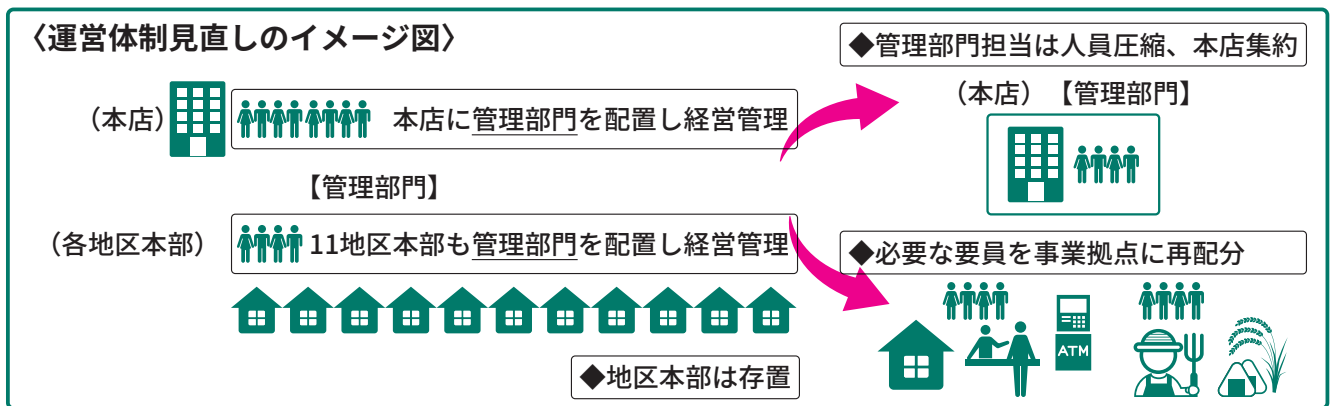 〈運営体制見直しのイメージ図〉
(本店)
本店に管理部門を配置し経営管理
【管理部門】
(各地区本部)
11地区本部も管理部門を配置し経営管理
◆地区本部は存置
◆管理部門担当は人員圧縮、本店集約
(本店)【管理部門】
◆必要な要員を事業拠点に再配分
ATM